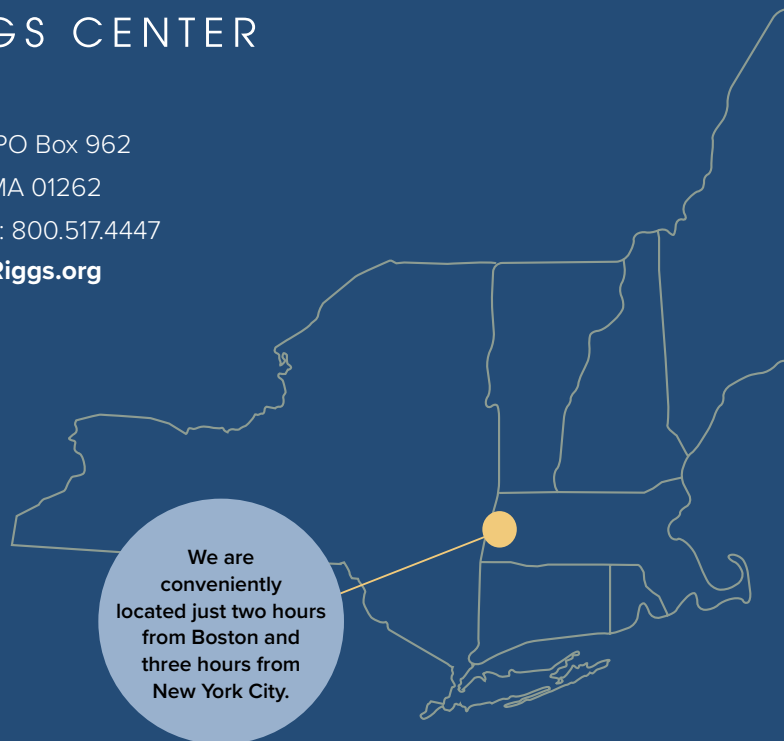 GS CENTER
PO Box 962
MA 01262
: 800.517.4447
Riggs.org
We are
conveniently
located just two hours
from Boston and
three hours from
New York City.